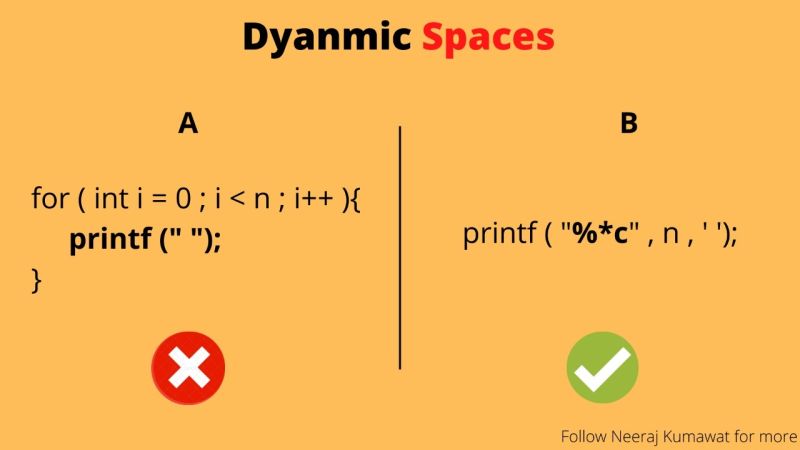 Dyanmic Spaces
A
for ( int i = 0 ; i < n ; i++ ){
printf (" ");
}
B
printf ( "%*c" , n , ' ');
Follow Neeraj Kumawat for more